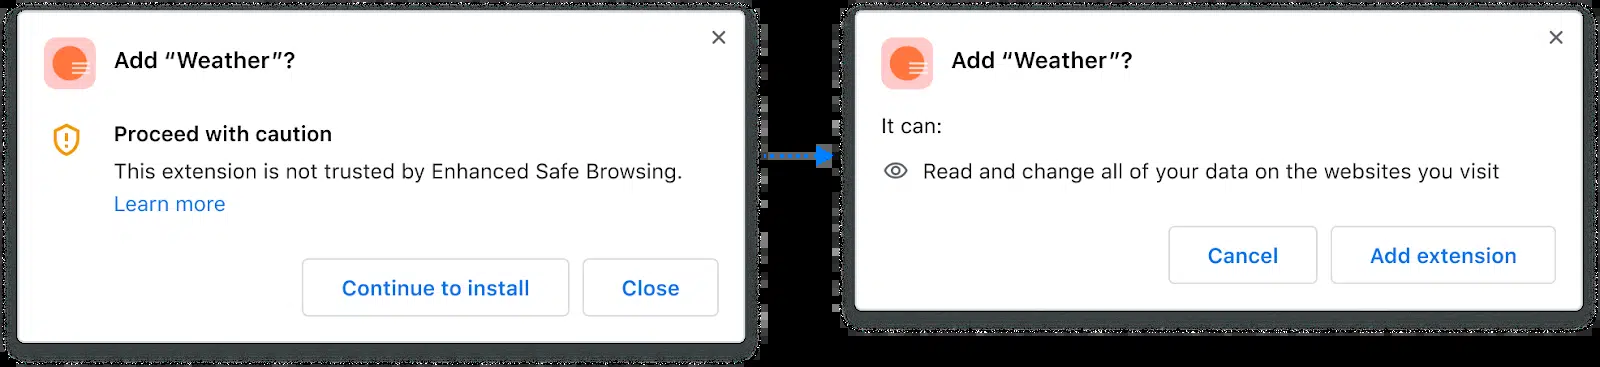 Add “Weather”?
Proceed with caution
This extension is not trusted by Enhanced Safe Browsing.
Learn more
Continue to install
Close
Add “Weather”?
It can:
Read and change all of your data on the websites you visit
Cancel
Add extension